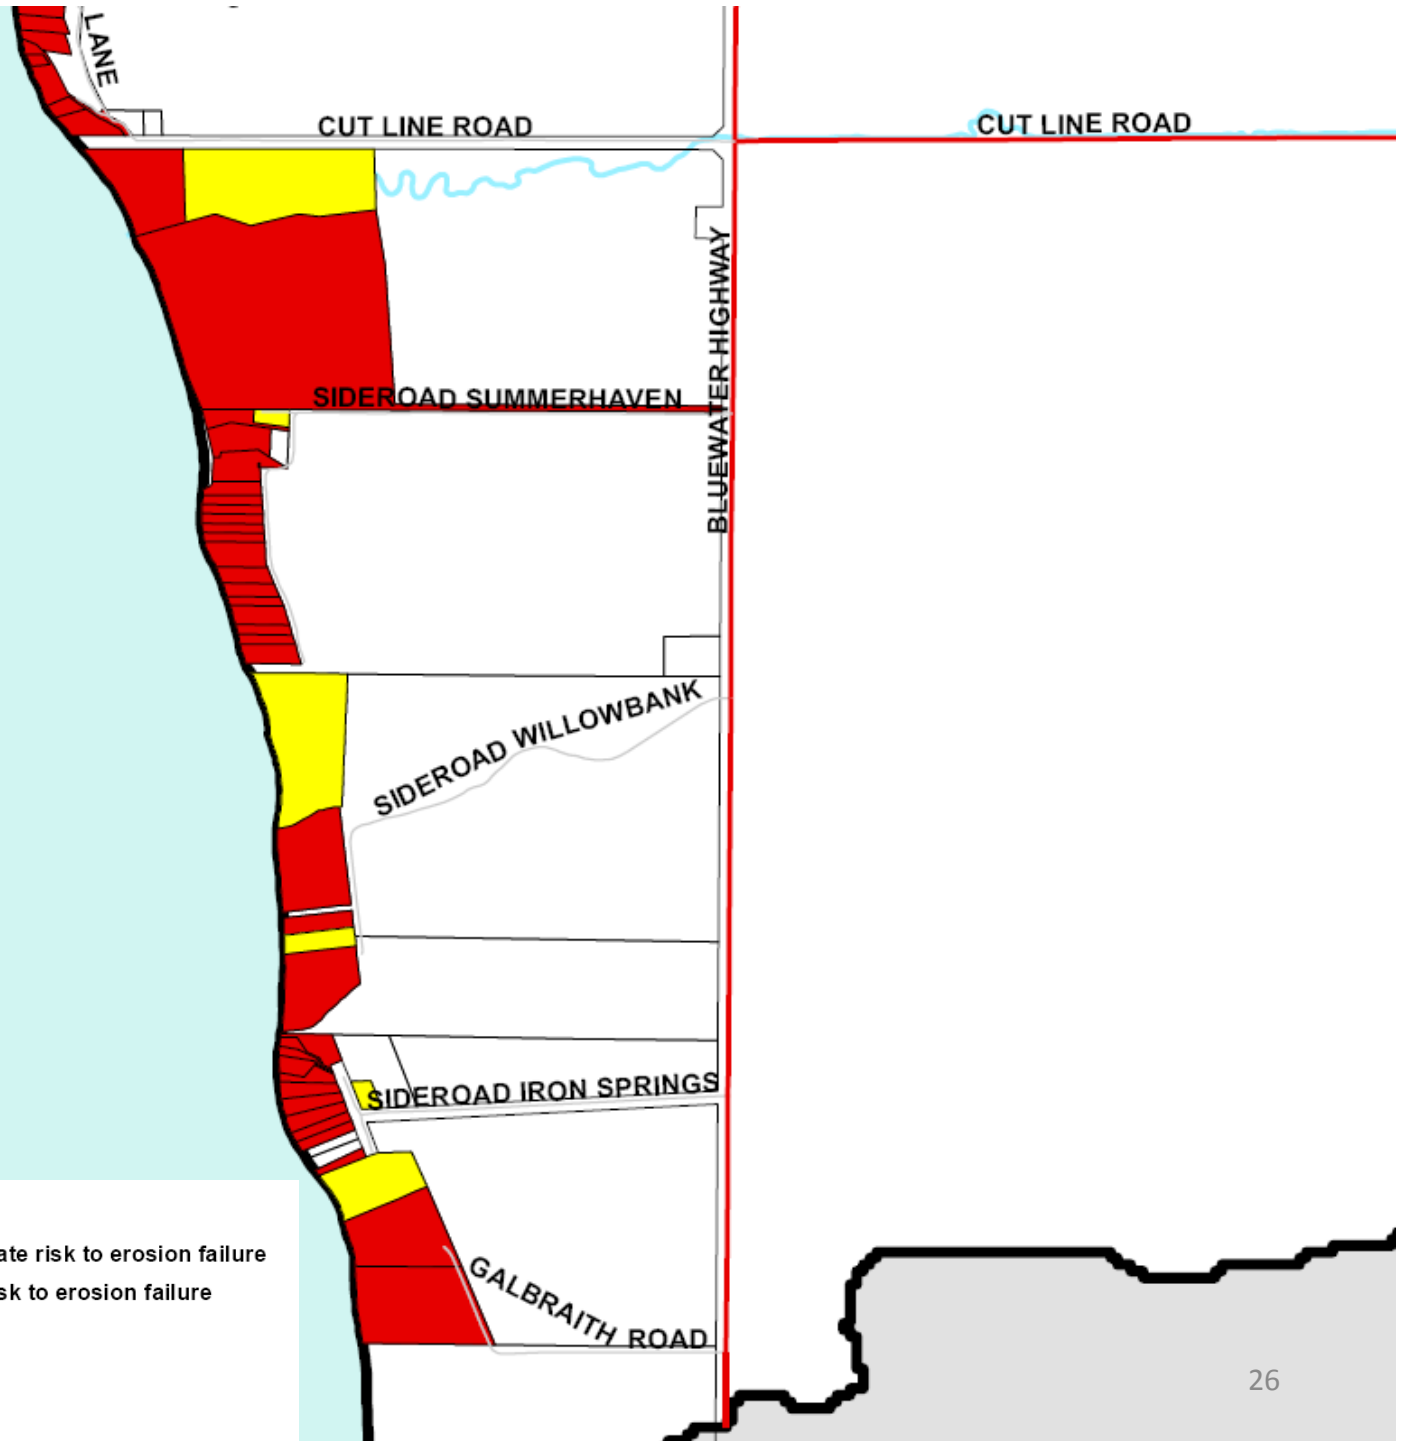 LANE
CUT LINE ROAD
CUT LINE ROAD
BLUEWATER HIGHWAY
SIDEROAD SUMMERHAVEN
SIDEROAD WILLOWBANK
SIDEROAD IRON SPRINGS
ate risk to erosion failure
sk to erosion failure
GALBRAITH ROAD
26